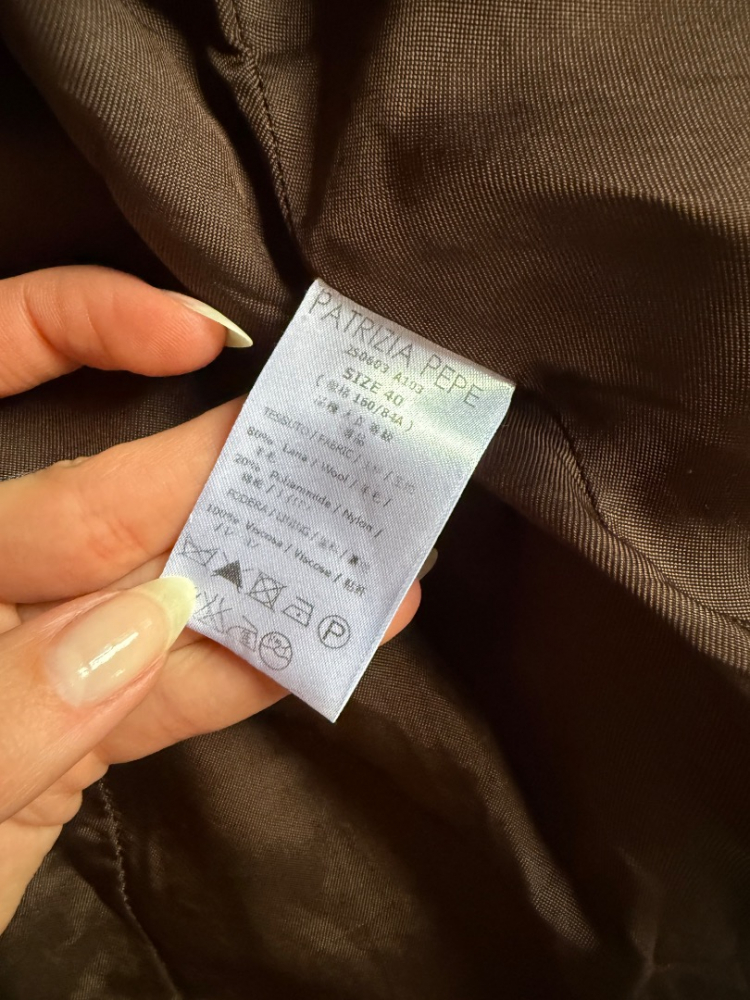 PATRIZIA PEPE
2S0603 A103
SIZE 40
160/84A )
TESSUTO / FABRIC /
80% Lana / Wool /
20% Poliammide / Nylon /
FODERA / LINING /
100% Viscosa / Viscose /
P